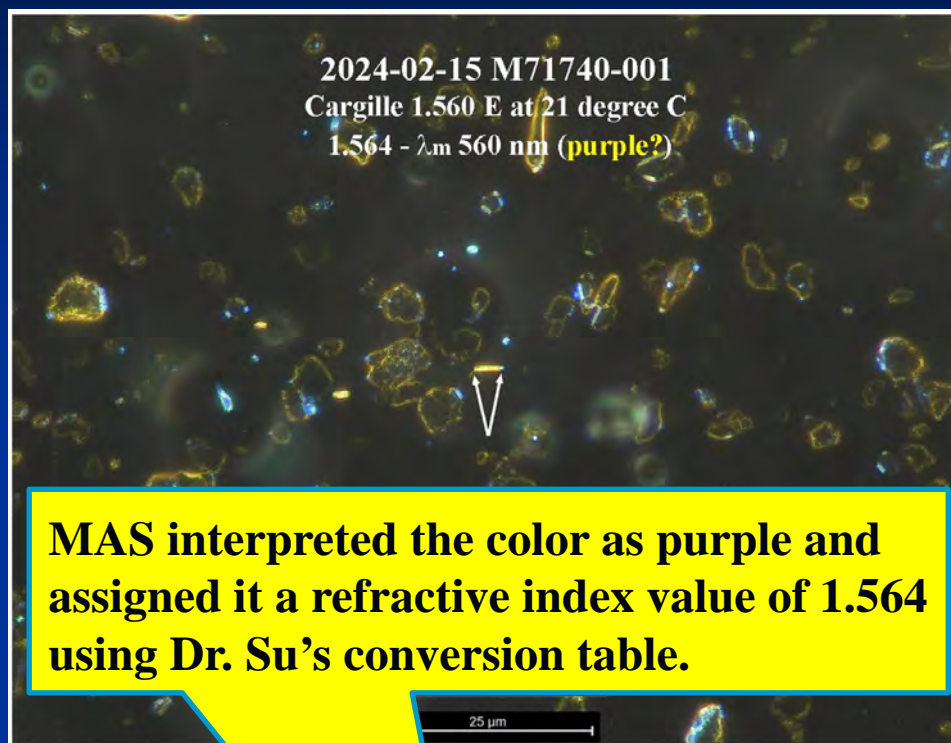 2024-02-15 M71740-001
Cargille 1.560 E at 21 degree C
1.564 - λm 560 nm (purple?)
MAS interpreted the color as purple and
assigned it a refractive index value of 1.564
using Dr. Su’s conversion table.
25 µm